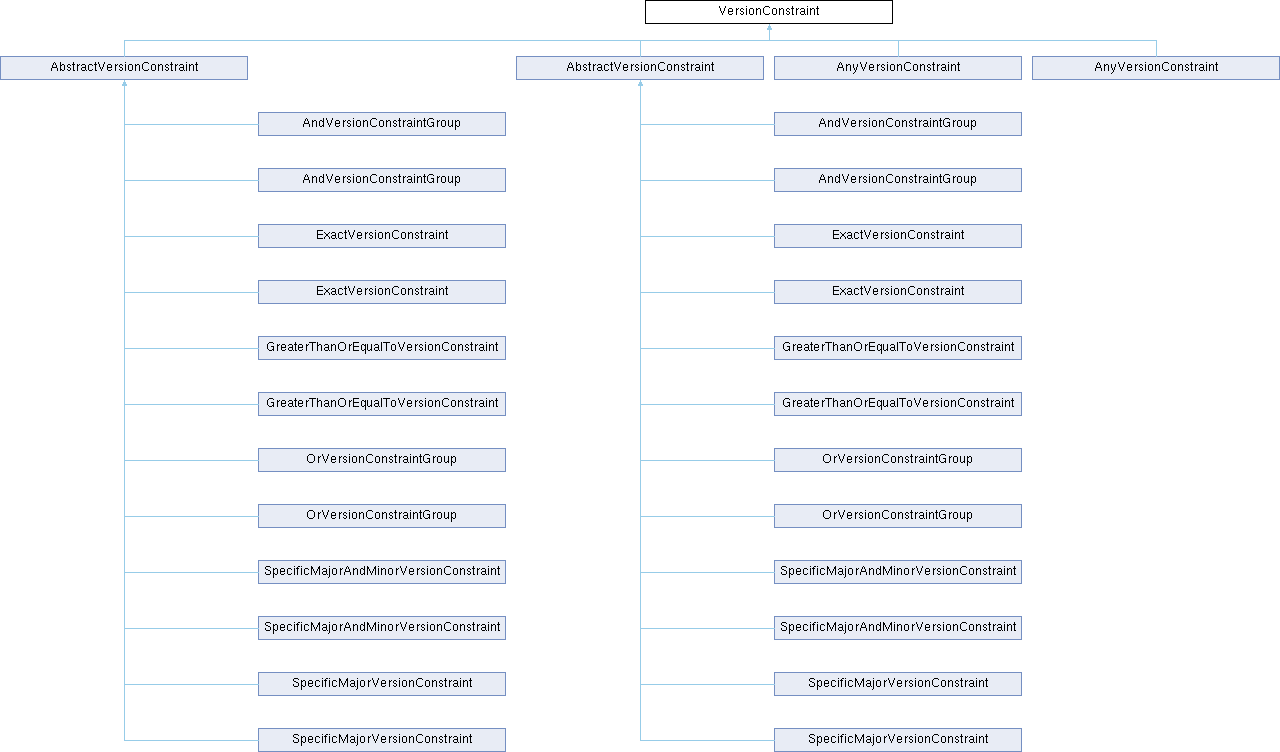 VersionConstraint
AbstractVersionConstraint
AbstractVersionConstraint
AnyVersionConstraint
AnyVersionConstraint
AndVersionConstraintGroup
AndVersionConstraintGroup
AndVersionConstraintGroup
AndVersionConstraintGroup
ExactVersionConstraint
ExactVersionConstraint
ExactVersionConstraint
ExactVersionConstraint
GreaterThanOrEqualToVersionConstraint
GreaterThanOrEqualToVersionConstraint
GreaterThanOrEqualToVersionConstraint
GreaterThanOrEqualToVersionConstraint
OrVersionConstraintGroup
OrVersionConstraintGroup
OrVersionConstraintGroup
OrVersionConstraintGroup
SpecificMajorAndMinorVersionConstraint
SpecificMajorAndMinorVersionConstraint
SpecificMajorAndMinorVersionConstraint
SpecificMajorAndMinorVersionConstraint
SpecificMajorVersionConstraint
SpecificMajorVersionConstraint
SpecificMajorVersionConstraint
SpecificMajorVersionConstraint